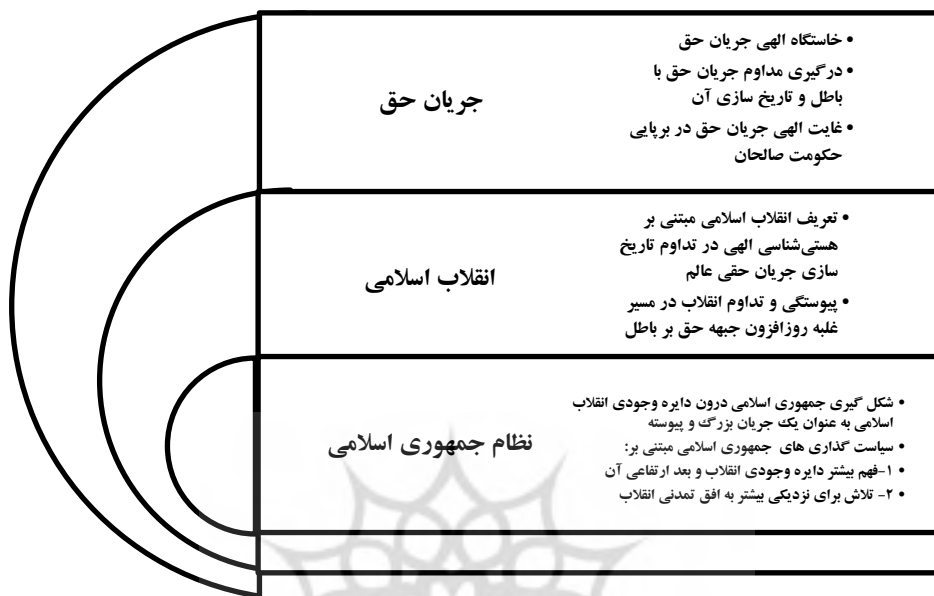 جریان حق
• خاستگاه الهی جریان حق
• درگیری مداوم جریان حق با
باطل و تاریخ سازی آن
• غایت الهی جریان حق در برپایی
حکومت صالحان
انقلاب اسلامی
• تعریف انقلاب اسلامی مبتنی بر
هستی‌شناسی الهی در تداوم تاریخ
سازی جریان حقی عالم
• پیوستگی و تداوم انقلاب در مسیر
غلبه روزافزون جبهه حق بر باطل
نظام جمهوری اسلامی
• شکل گیری جمهوری اسلامی درون دایره وجودی انقلاب
اسلامی به عنوان یک جریان بزرگ و پیوسته
• سیاست گذاری های جمهوری اسلامی مبتنی بر:
• ۱-فهم بیشتر دایره وجودی انقلاب و بعد ارتفاعی آن
• ۲- تلاش برای نزدیکی بیشتر به افق تمدنی انقلاب